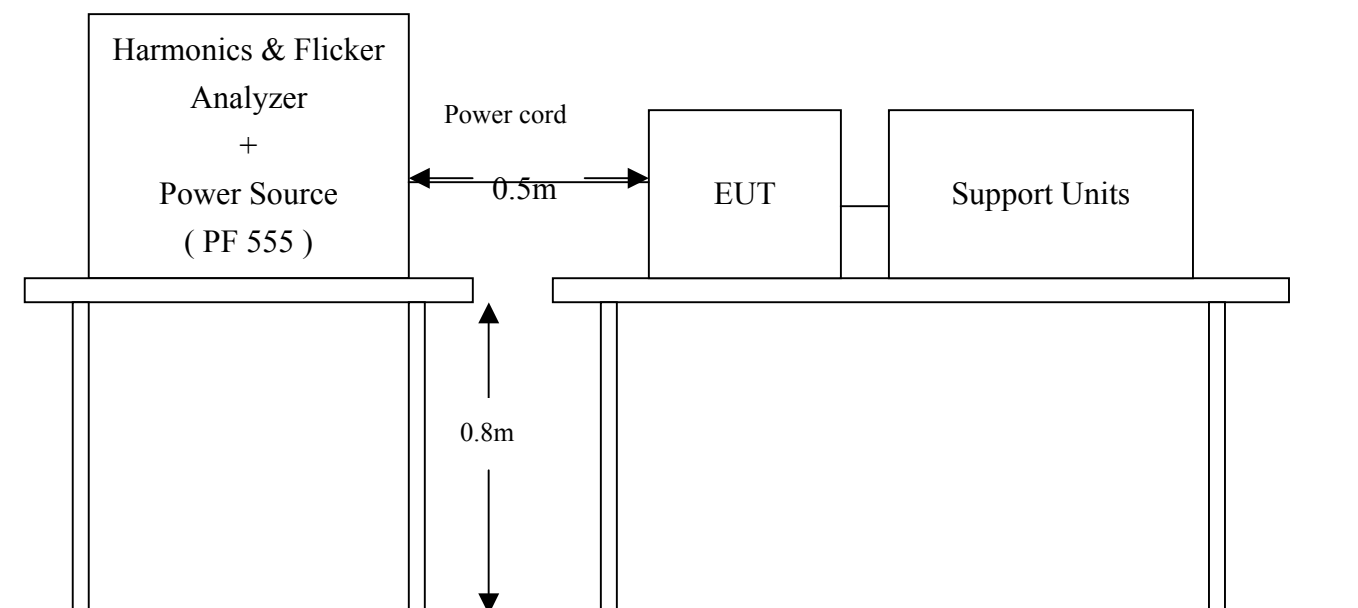 Harmonics & Flicker
Analyzer
+
Power Source
( PF 555 )
Power cord
0.5m
EUT
Support Units
0.8m